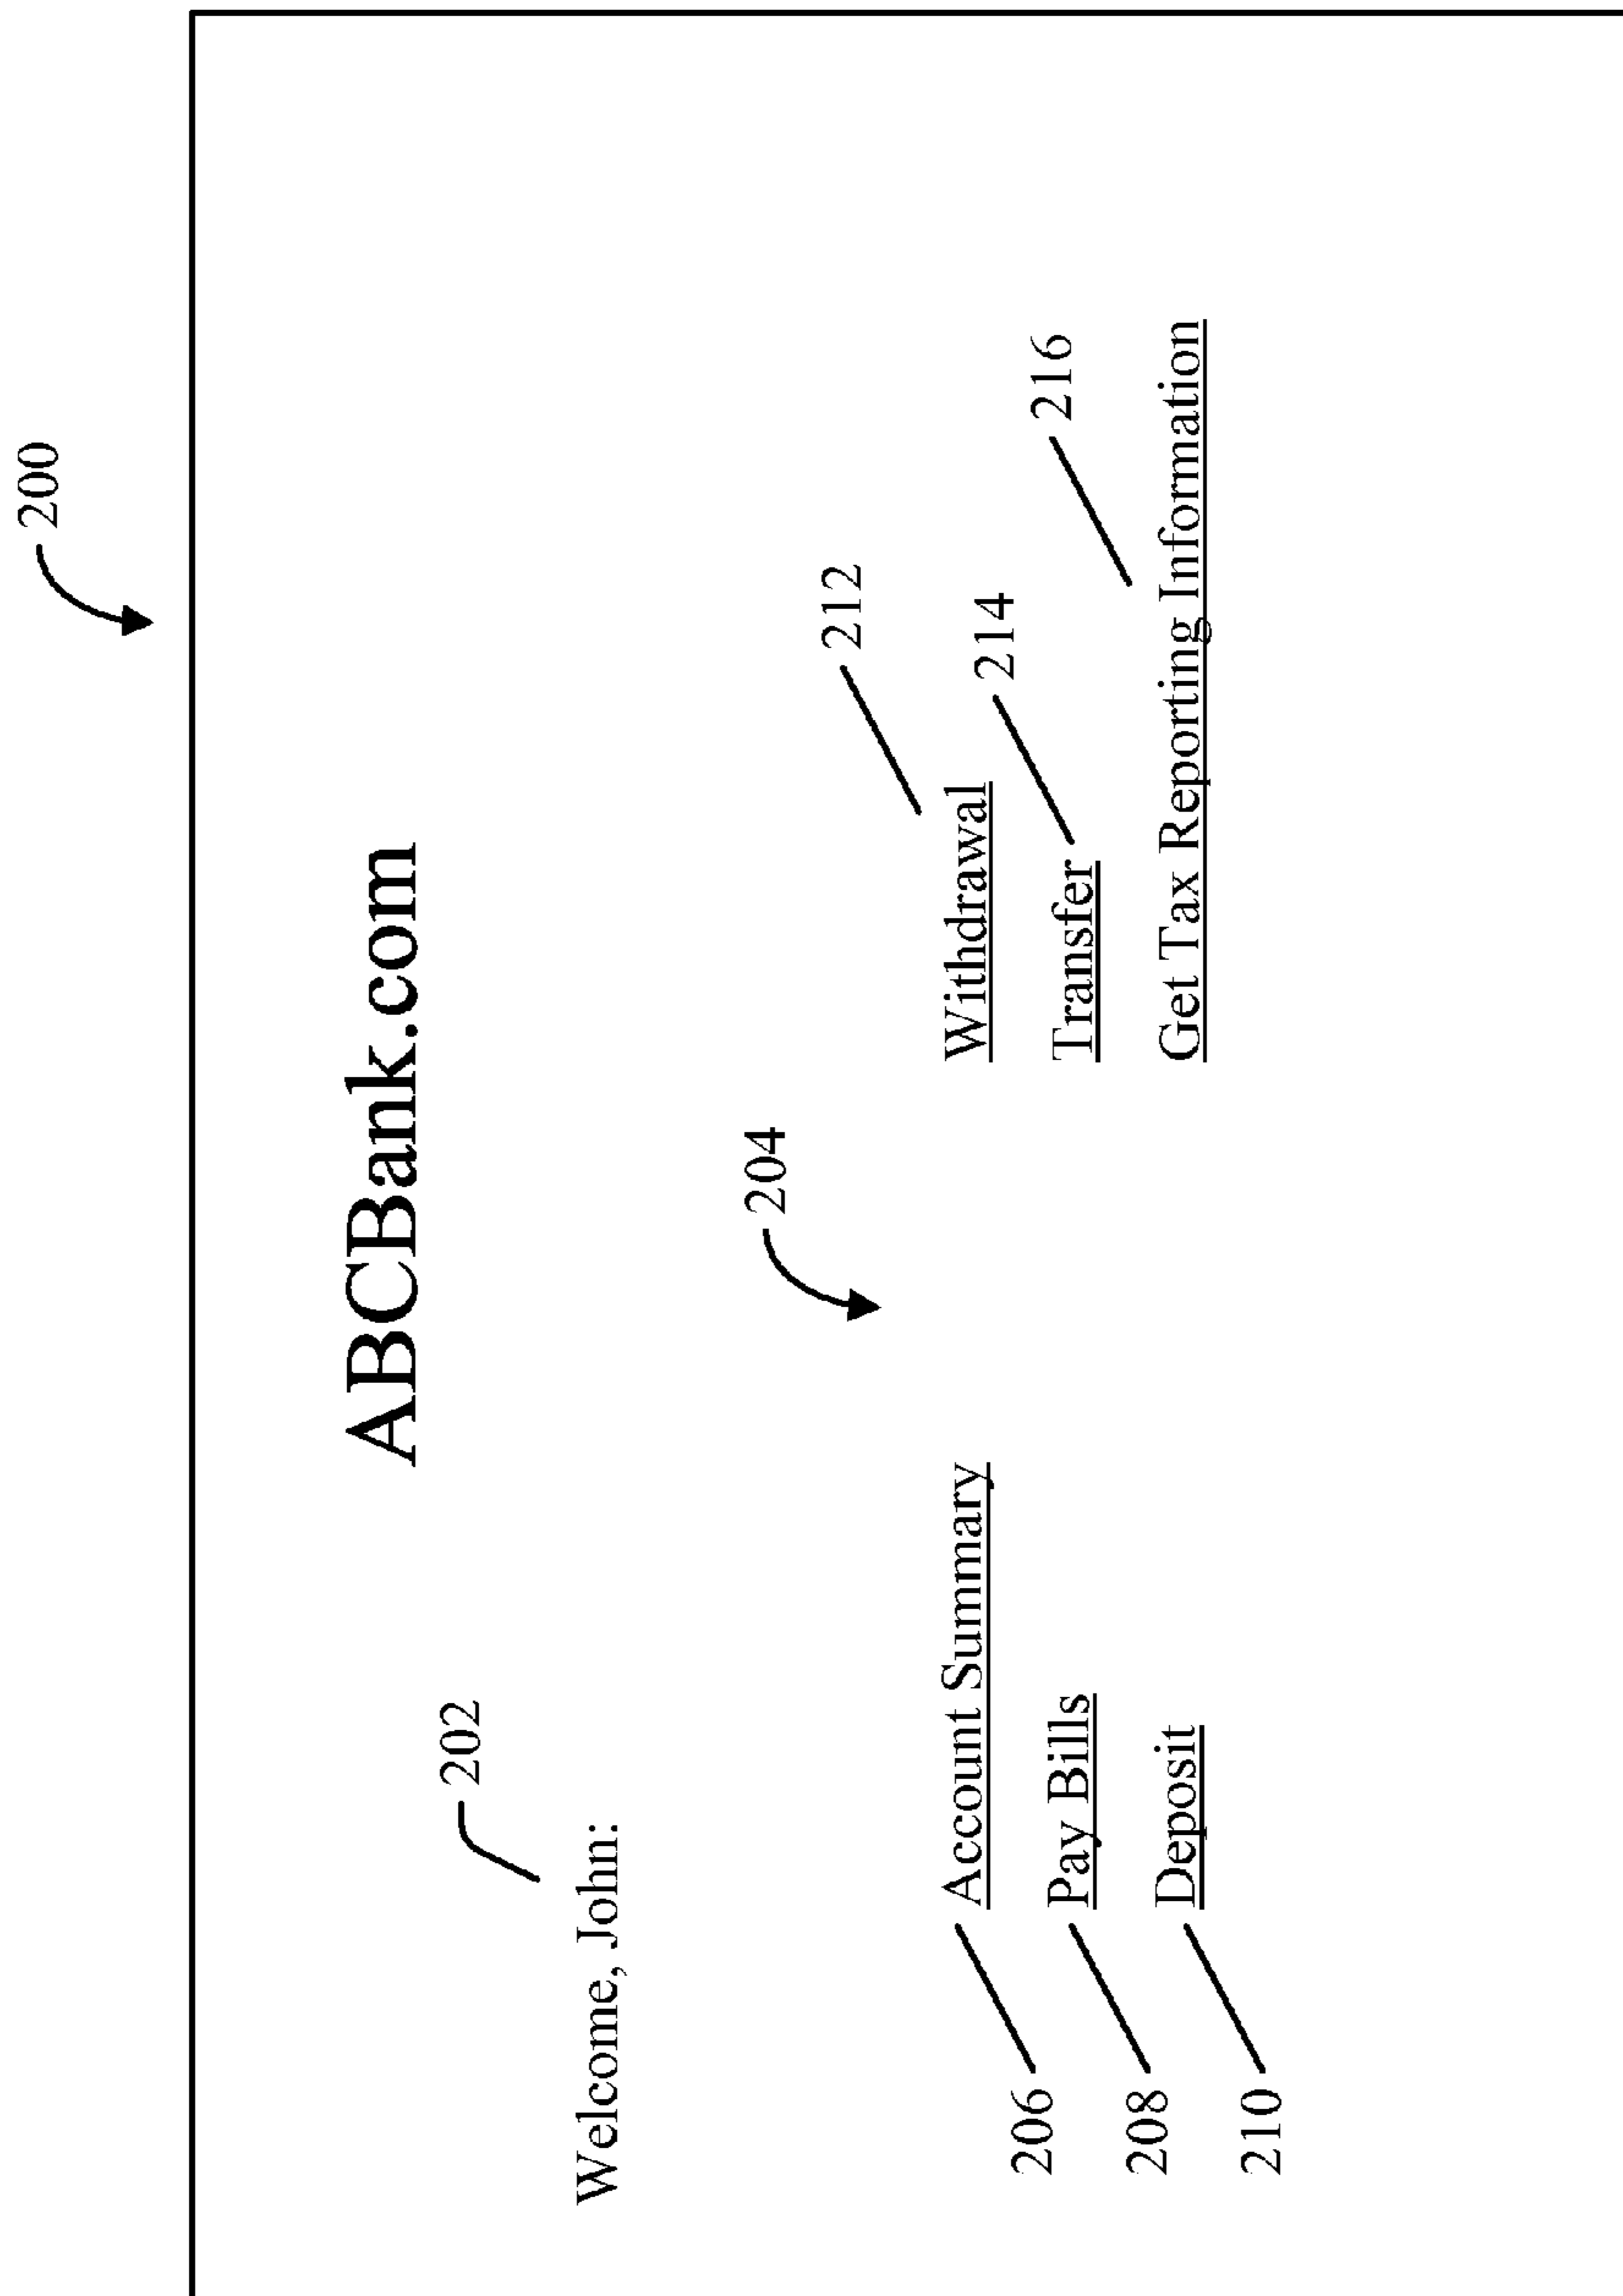 200
ABCBank.com
202
Welcome, John:
204
212
206 Account Summary
Withdrawal
214
208 Pay Bills
Transfer
216
210 Deposit
Get Tax Reporting Information